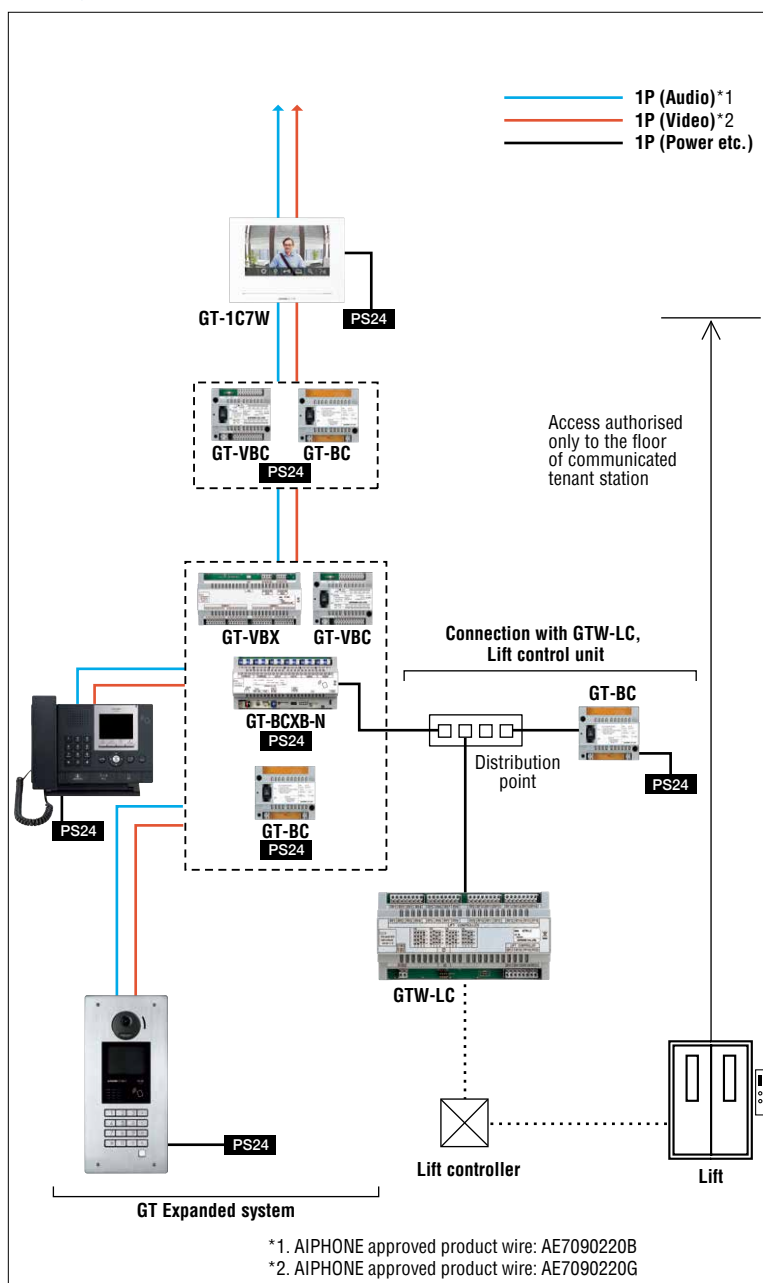 1P (Audio)*1
1P (Video)*2
1P (Power etc.)
GT-1C7W
PS24
GT-VBC
GT-BC
PS24
Access authorised
only to the floor
of communicated
tenant station
GT-VBX
GT-VBC
Connection with GTW-LC,
Lift control unit
GT-BC
GT-BCXB-N
PS24
Distribution
point
PS24
PS24
GT-BC
PS24
GTW-LC
PS24
Lift controller
Lift
GT Expanded system
*1. AIPHONE approved product wire: AE7090220B
*2. AIPHONE approved product wire: AE7090220G